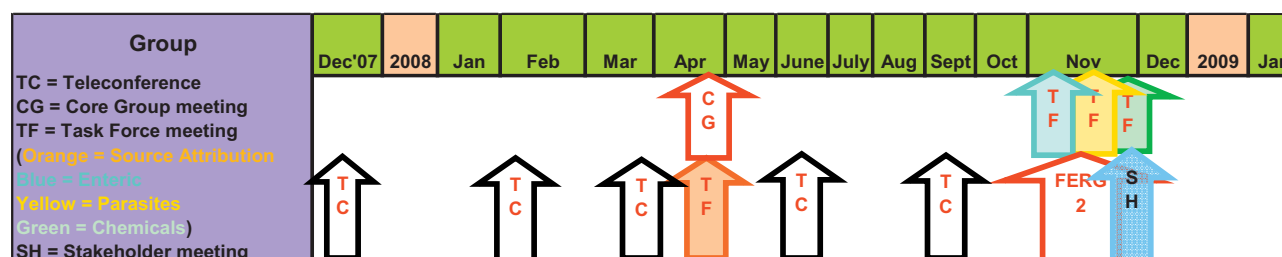 Group
Dec'07 2008 Jan Feb Mar Apr May June July Aug Sept Oct Nov Dec 2009 Jan
TC = Teleconference
CG = Core Group meeting
TF = Task Force meeting
(Orange = Source Attribution
Blue = Enteric
Yellow = Parasites
Green = Chemicals)
SH = Stakeholder meeting
C
G
T
F
T
F
T
F
T
C
T
C
T
C
T
F
T
C
T
C
FERG
2
S
H